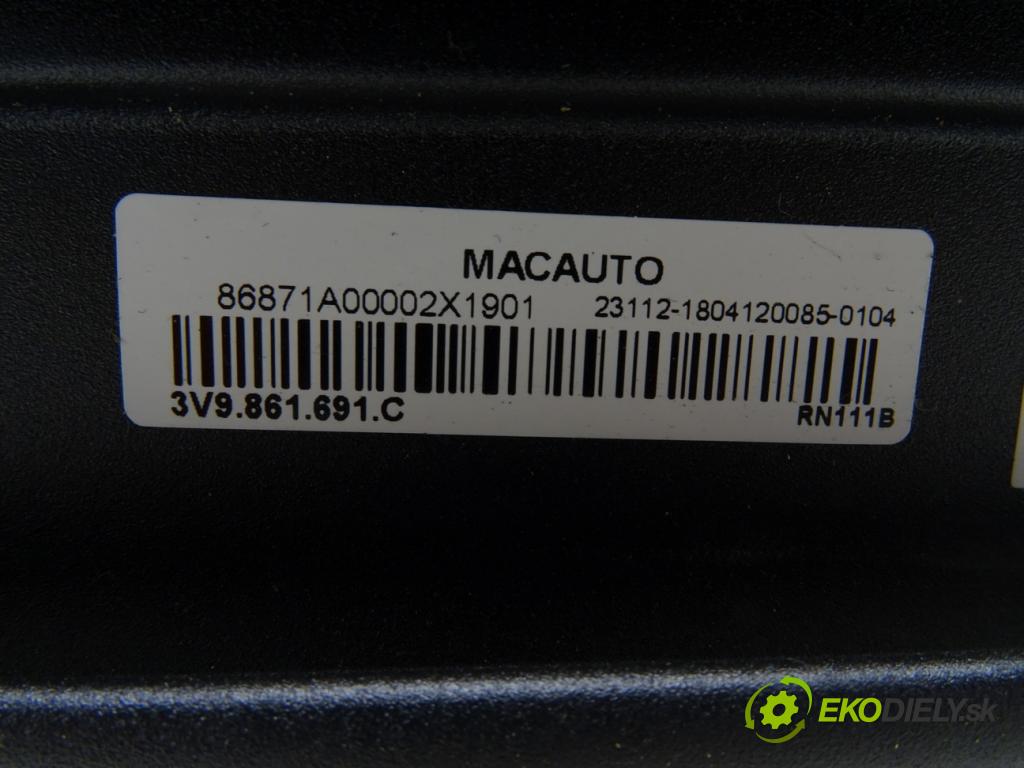 MACAUTO
86871A00002X1901 23112-1804120085-0104
3V9.861.691.C RN111B
EKODIELY.sk